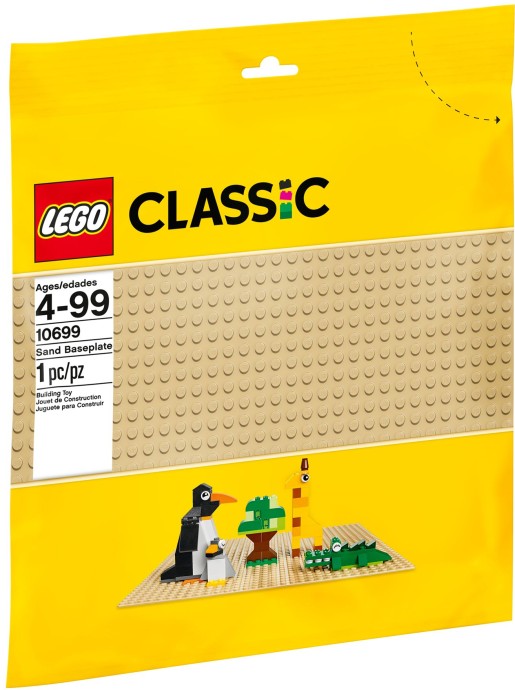 LEGO
CLASSIC
Ages/edades
4-99
10699
Sand Baseplate
1 pc/pz
Building Toy
Jouet de Construction
Juguete para Construir